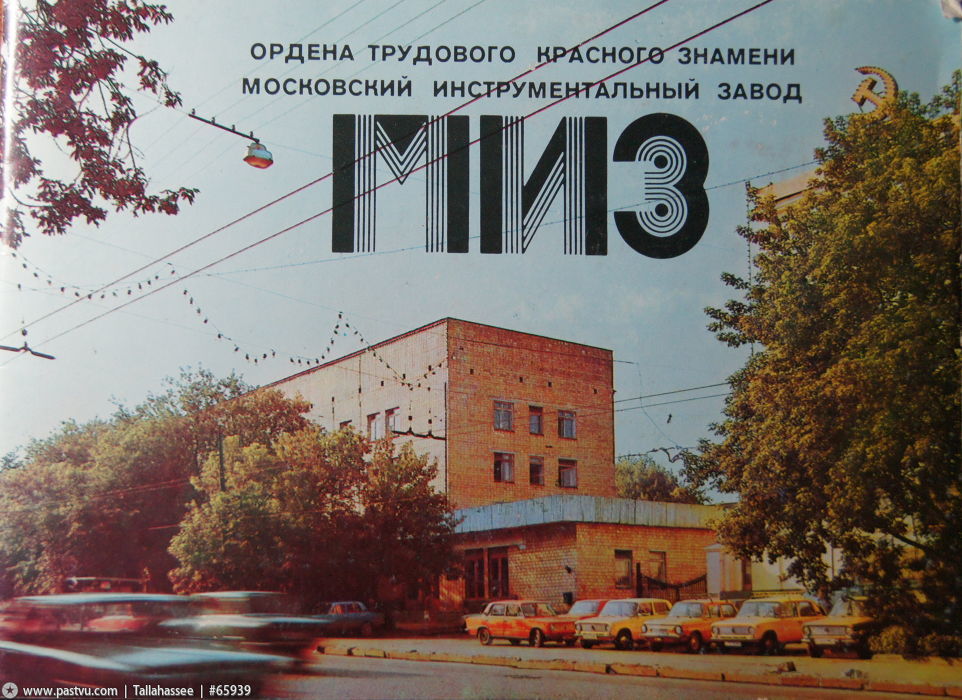 ОРДЕНА ТРУДОВОГО КРАСНОГО ЗНАМЕНИ
МОСКОВСКИЙ ИНСТРУМЕНТАЛЬНЫЙ ЗАВОД
МИЗ
www.pastvu.com | Tallahassee | #65939